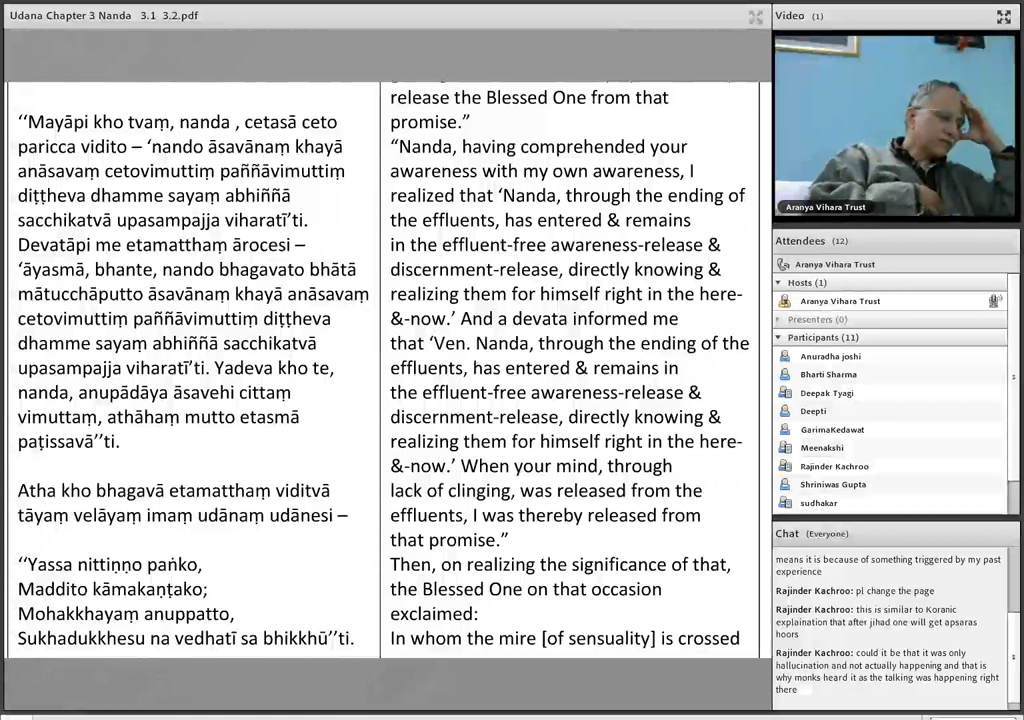 Udana Chapter 3 Nanda 3.1 3.2.pdf
‘‘Mayāpi kho tvaṃ, nanda , cetasā ceto
paricca vidito – ‘nando āsavānaṃ khayā
anāsavaṃ cetovimuttiṃ paññāvimuttiṃ
diṭṭheva dhamme sayaṃ abhiññā
sacchikatvā upasampajja viharatī’ti.
Devatāpi me etamatthaṃ ārocesi –
‘āyasmā, bhante, nando bhagavato bhātā
mātucchāputto āsavānaṃ khayā anāsavaṃ
cetovimuttiṃ paññāvimuttiṃ diṭṭheva
dhamme sayaṃ abhiññā sacchikatvā
upasampajja viharatī’ti. Yadeva kho te,
nanda, anupādāya āsavehi cittaṃ
vimuttaṃ, athāhaṃ mutto etasmā
paṭissavā’’ti.
Atha kho bhagavā etamatthaṃ viditvā
tāyaṃ velāyaṃ imaṃ udānaṃ udānesi –
‘‘Yassa nittiṇṇo paṅko,
Maddito kāmakaṇṭako;
Mohakkhayaṃ anuppatto,
Sukhadukkhesu na vedhatī sa bhikkhū’’ti.
release the Blessed One from that
promise.”
“Nanda, having comprehended your
awareness with my own awareness, I
realized that ‘Nanda, through the ending of
the effluents, has entered & remains
in the effluent-free awareness-release &
discernment-release, directly knowing &
realizing them for himself right in the here-
&-now.’ And a devata informed me
that ‘Ven. Nanda, through the ending of the
effluents, has entered & remains in
the effluent-free awareness-release &
discernment-release, directly knowing &
realizing them for himself right in the here-
&-now.’ When your mind, through
lack of clinging, was released from the
effluents, I was thereby released from
that promise.”
Then, on realizing the significance of that,
the Blessed One on that occasion
exclaimed:
In whom the mire [of sensuality] is crossed
Video (1)
Aranya Vihara Trust
Attendees (12)
Aranya Vihara Trust
Hosts (1)
Aranya Vihara Trust
Presenters (0)
Participants (11)
Anuradha joshi
Bharti Sharma
Deepak Tyagi
Deepti
GarimaKedawat
Meenakshi
Rajinder Kachroo
Shriniwas Gupta
sudhakar
Chat (Everyone)
means it is because of something triggered by my past
experience
Rajinder Kachroo: pl change the page
Rajinder Kachroo: this is similar to Koranic
explaination that after jihad one will get apsaras
hoors
Rajinder Kachroo: could it be that it was only
hallucination and not actually happening and that is
why monks heard it as the talking was happening right
there